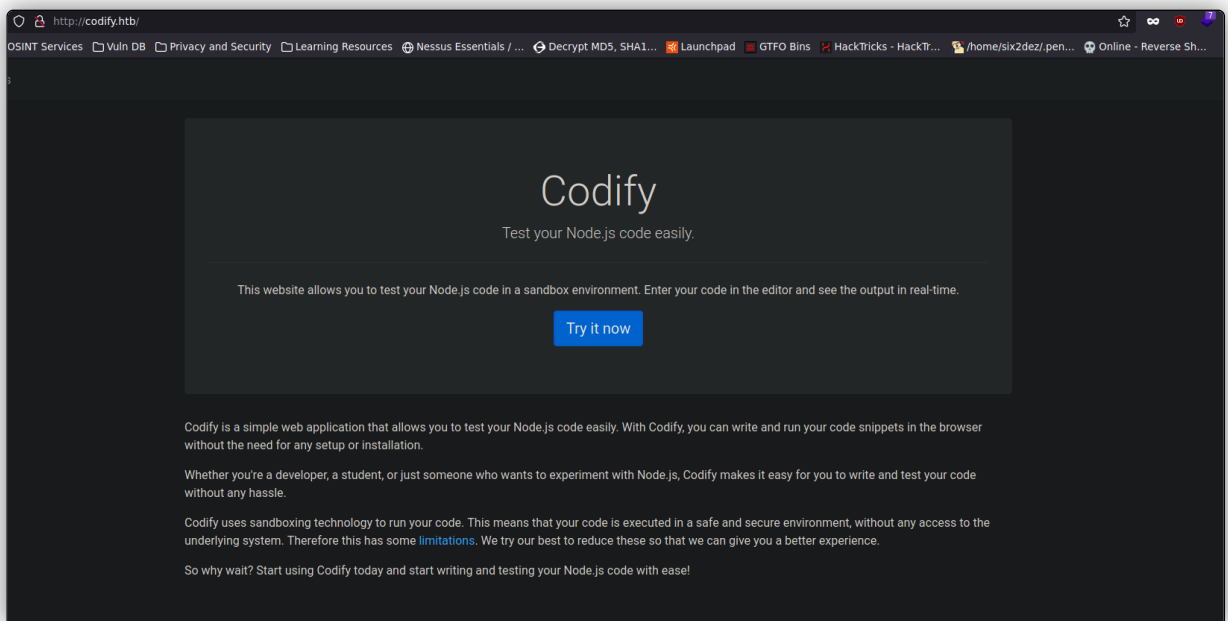 http://codify.htb/
7
OSINT Services Vuln DB Privacy and Security Learning Resources Nessus Essentials / ... Decrypt MD5, SHA1... Launchpad GTFO Bins HackTricks - HackTr... /home/six2dez/.pen... Online - Reverse Sh...
s
Codify
Test your Node.js code easily.
This website allows you to test your Node.js code in a sandbox environment. Enter your code in the editor and see the output in real-time.
Try it now
Codify is a simple web application that allows you to test your Node.js code easily. With Codify, you can write and run your code snippets in the browser
without the need for any setup or installation.
Whether you're a developer, a student, or just someone who wants to experiment with Node.js, Codify makes it easy for you to write and test your code
without any hassle.
Codify uses sandboxing technology to run your code. This means that your code is executed in a safe and secure environment, without any access to the
underlying system. Therefore this has some limitations. We try our best to reduce these so that we can give you a better experience.
So why wait? Start using Codify today and start writing and testing your Node.js code with ease!